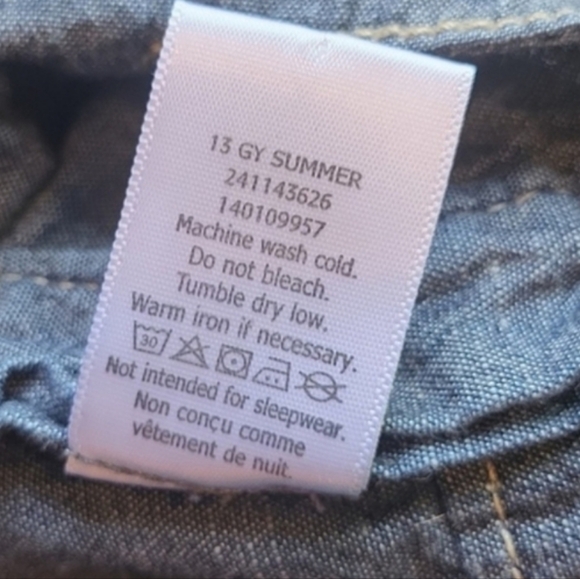 13 GY SUMMER
241143626
140109957
Machine wash cold.
Do not bleach.
Tumble dry low.
Warm iron if necessary.
30
Not intended for sleepwear.
Non conçu comme
vêtement de nuit.